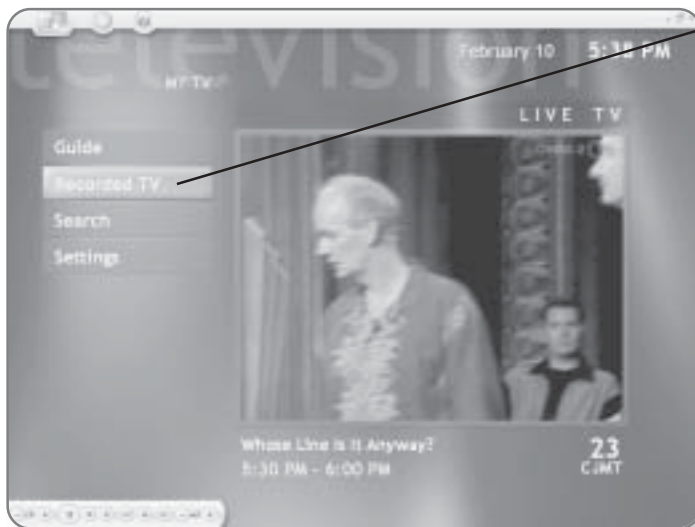 television
February 10 5:38 PM
MY TV
LIVE TV
Guide
Recorded TV
Search
Settings
Whose Line Is It Anyway?
23
5:30 PM - 6:00 PM
CJMT